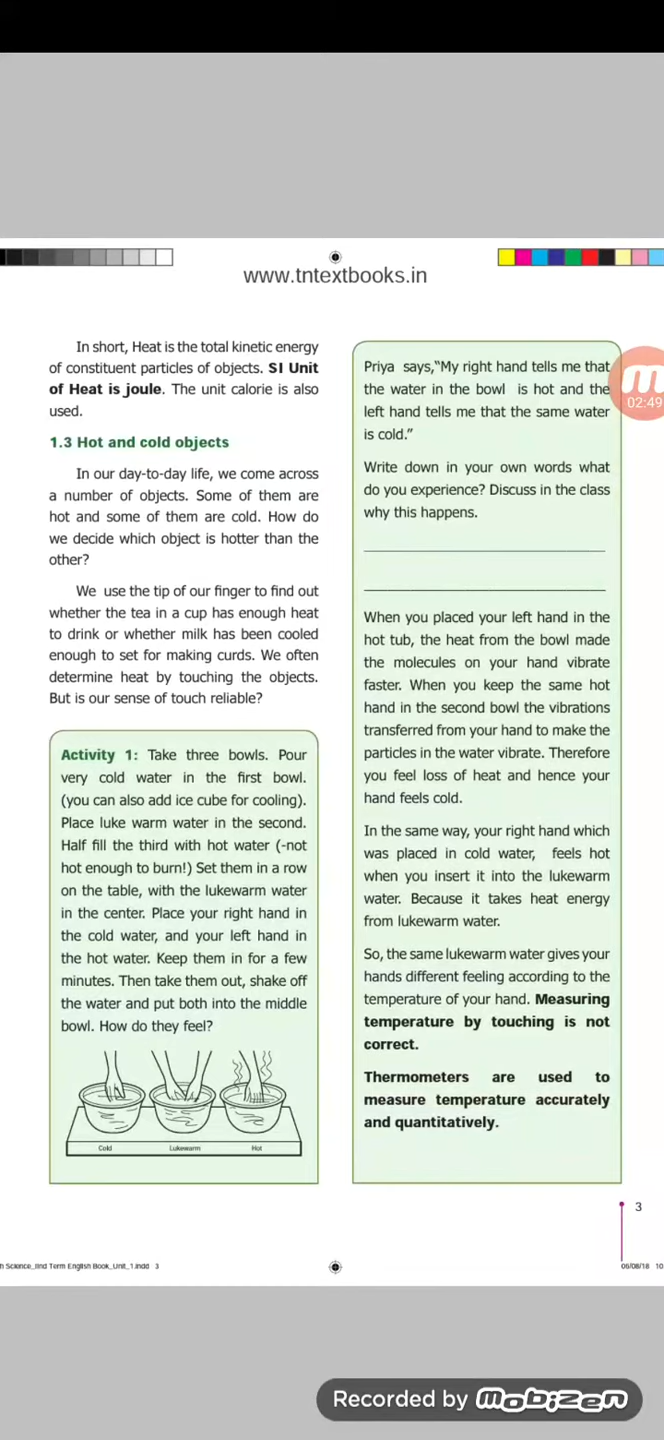 www.tntextbooks.in
In short, Heat is the total kinetic energy
of constituent particles of objects. SI Unit
of Heat is joule. The unit calorie is also
used.
1.3 Hot and cold objects
In our day-to-day life, we come across
a number of objects. Some of them are
hot and some of them are cold. How do
we decide which object is hotter than the
other?
We use the tip of our finger to find out
whether the tea in a cup has enough heat
to drink or whether milk has been cooled
enough to set for making curds. We often
determine heat by touching the objects.
But is our sense of touch reliable?
Activity 1: Take three bowls. Pour
very cold water in the first bowl.
(you can also add ice cube for cooling).
Place luke warm water in the second.
Half fill the third with hot water (-not
hot enough to burn!) Set them in a row
on the table, with the lukewarm water
in the center. Place your right hand in
the cold water, and your left hand in
the hot water. Keep them in for a few
minutes. Then take them out, shake off
the water and put both into the middle
bowl. How do they feel?
Cold Lukewarm Hot
Priya says,"My right hand tells me that
the water in the bowl is hot and the
left hand tells me that the same water
is cold."
Write down in your own words what
do you experience? Discuss in the class
why this happens.
When you placed your left hand in the
hot tub, the heat from the bowl made
the molecules on your hand vibrate
faster. When you keep the same hot
hand in the second bowl the vibrations
transferred from your hand to make the
particles in the water vibrate. Therefore
you feel loss of heat and hence your
hand feels cold.
In the same way, your right hand which
was placed in cold water, feels hot
when you insert it into the lukewarm
water. Because it takes heat energy
from lukewarm water.
So, the same lukewarm water gives your
hands different feeling according to the
temperature of your hand. Measuring
temperature by touching is not
correct.
Thermometers are used to
measure temperature accurately
and quantitatively.
02:49
3
h Science_IInd Term English Book_Unit_1.indd 3
06/08/18 10
Recorded by mobizen